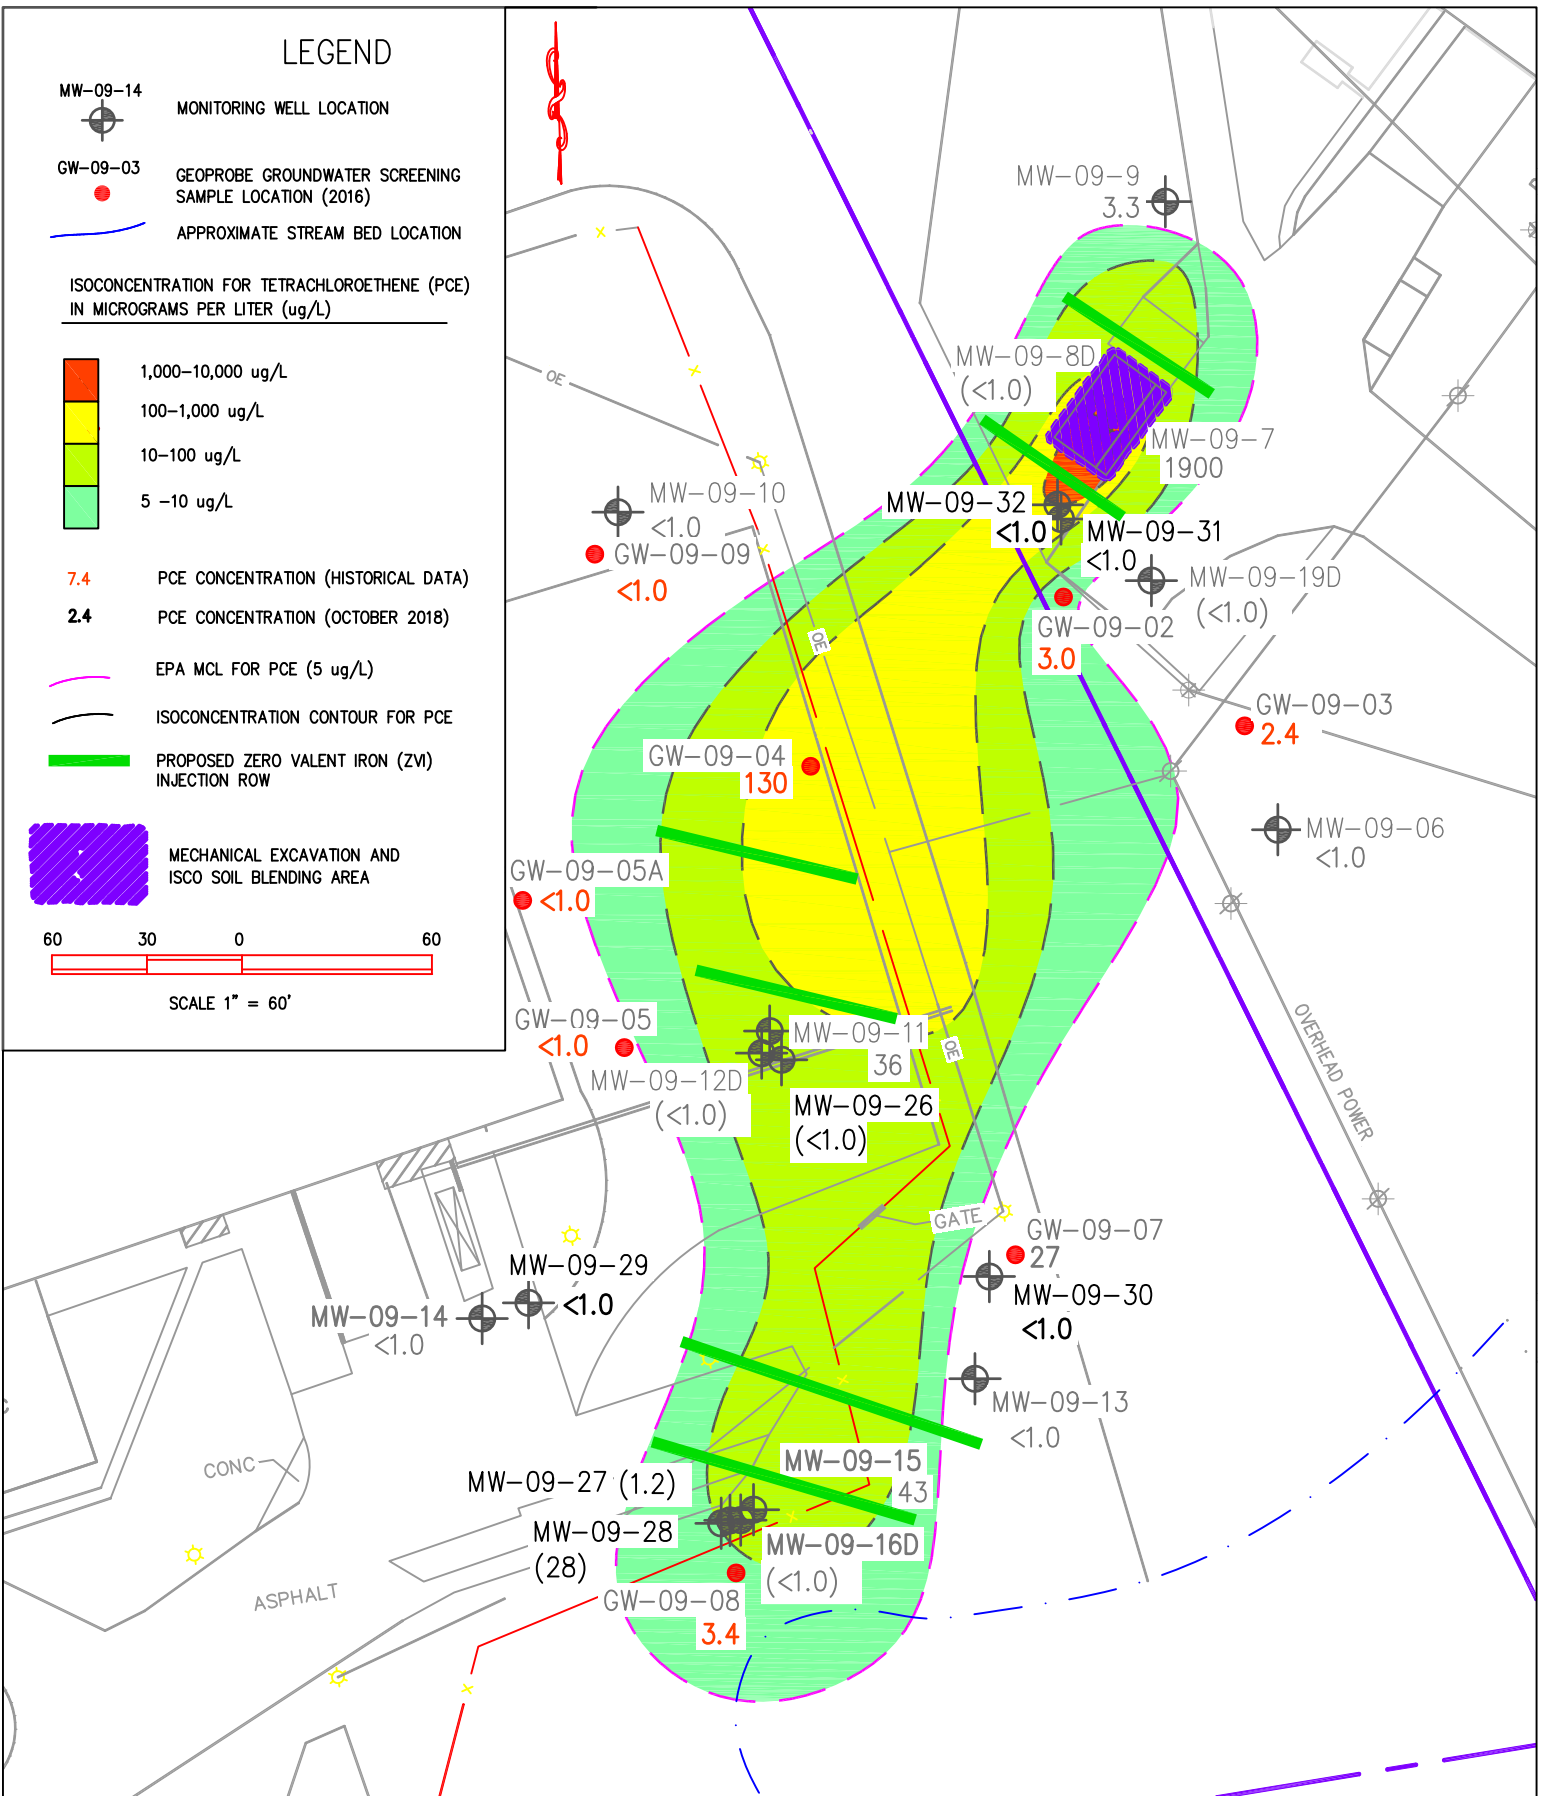 LEGEND
MW-09-14
MONITORING WELL LOCATION
GW-09-03
GEOPROBE GROUNDWATER SCREENING
SAMPLE LOCATION (2016)
APPROXIMATE STREAM BED LOCATION
ISOCONCENTRATION FOR TETRACHLOROETHENE (PCE)
IN MICROGRAMS PER LITER (ug/L)
1,000-10,000 ug/L
100-1,000 ug/L
10-100 ug/L
5 -10 ug/L
7.4
PCE CONCENTRATION (HISTORICAL DATA)
2.4
PCE CONCENTRATION (OCTOBER 2018)
EPA MCL FOR PCE (5 ug/L)
ISOCONCENTRATION CONTOUR FOR PCE
PROPOSED ZERO VALENT IRON (ZVI)
INJECTION ROW
MECHANICAL EXCAVATION AND
ISCO SOIL BLENDING AREA
60 30 0 60
SCALE 1" = 60'
MW-09-9
3.3
MW-09-8D
(<1.0)
OE
MW-09-7
1900
MW-09-10
<1.0
MW-09-32
<1.0
MW-09-31
<1.0
GW-09-09
<1.0
MW-09-19D
(<1.0)
GW-09-02
3.0
OE
GW-09-03
2.4
GW-09-04
130
MW-09-06
<1.0
GW-09-05A
<1.0
GW-09-05
<1.0
MW-09-11
36
OE
OVERHEAD POWER
MW-09-12D
(<1.0)
MW-09-26
(<1.0)
GATE
GW-09-07
27
MW-09-29
<1.0
MW-09-30
<1.0
MW-09-14
<1.0
MW-09-13
<1.0
CONC
MW-09-15
43
MW-09-27 (1.2)
MW-09-28
(28)
MW-09-16D
(<1.0)
ASPHALT
GW-09-08
3.4